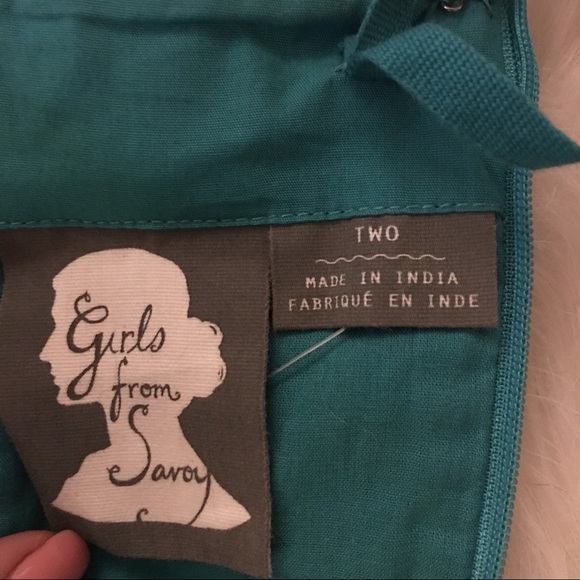 Girls
from
Savoy
TWO
MADE IN INDIA
FABRIQUÉ EN INDE